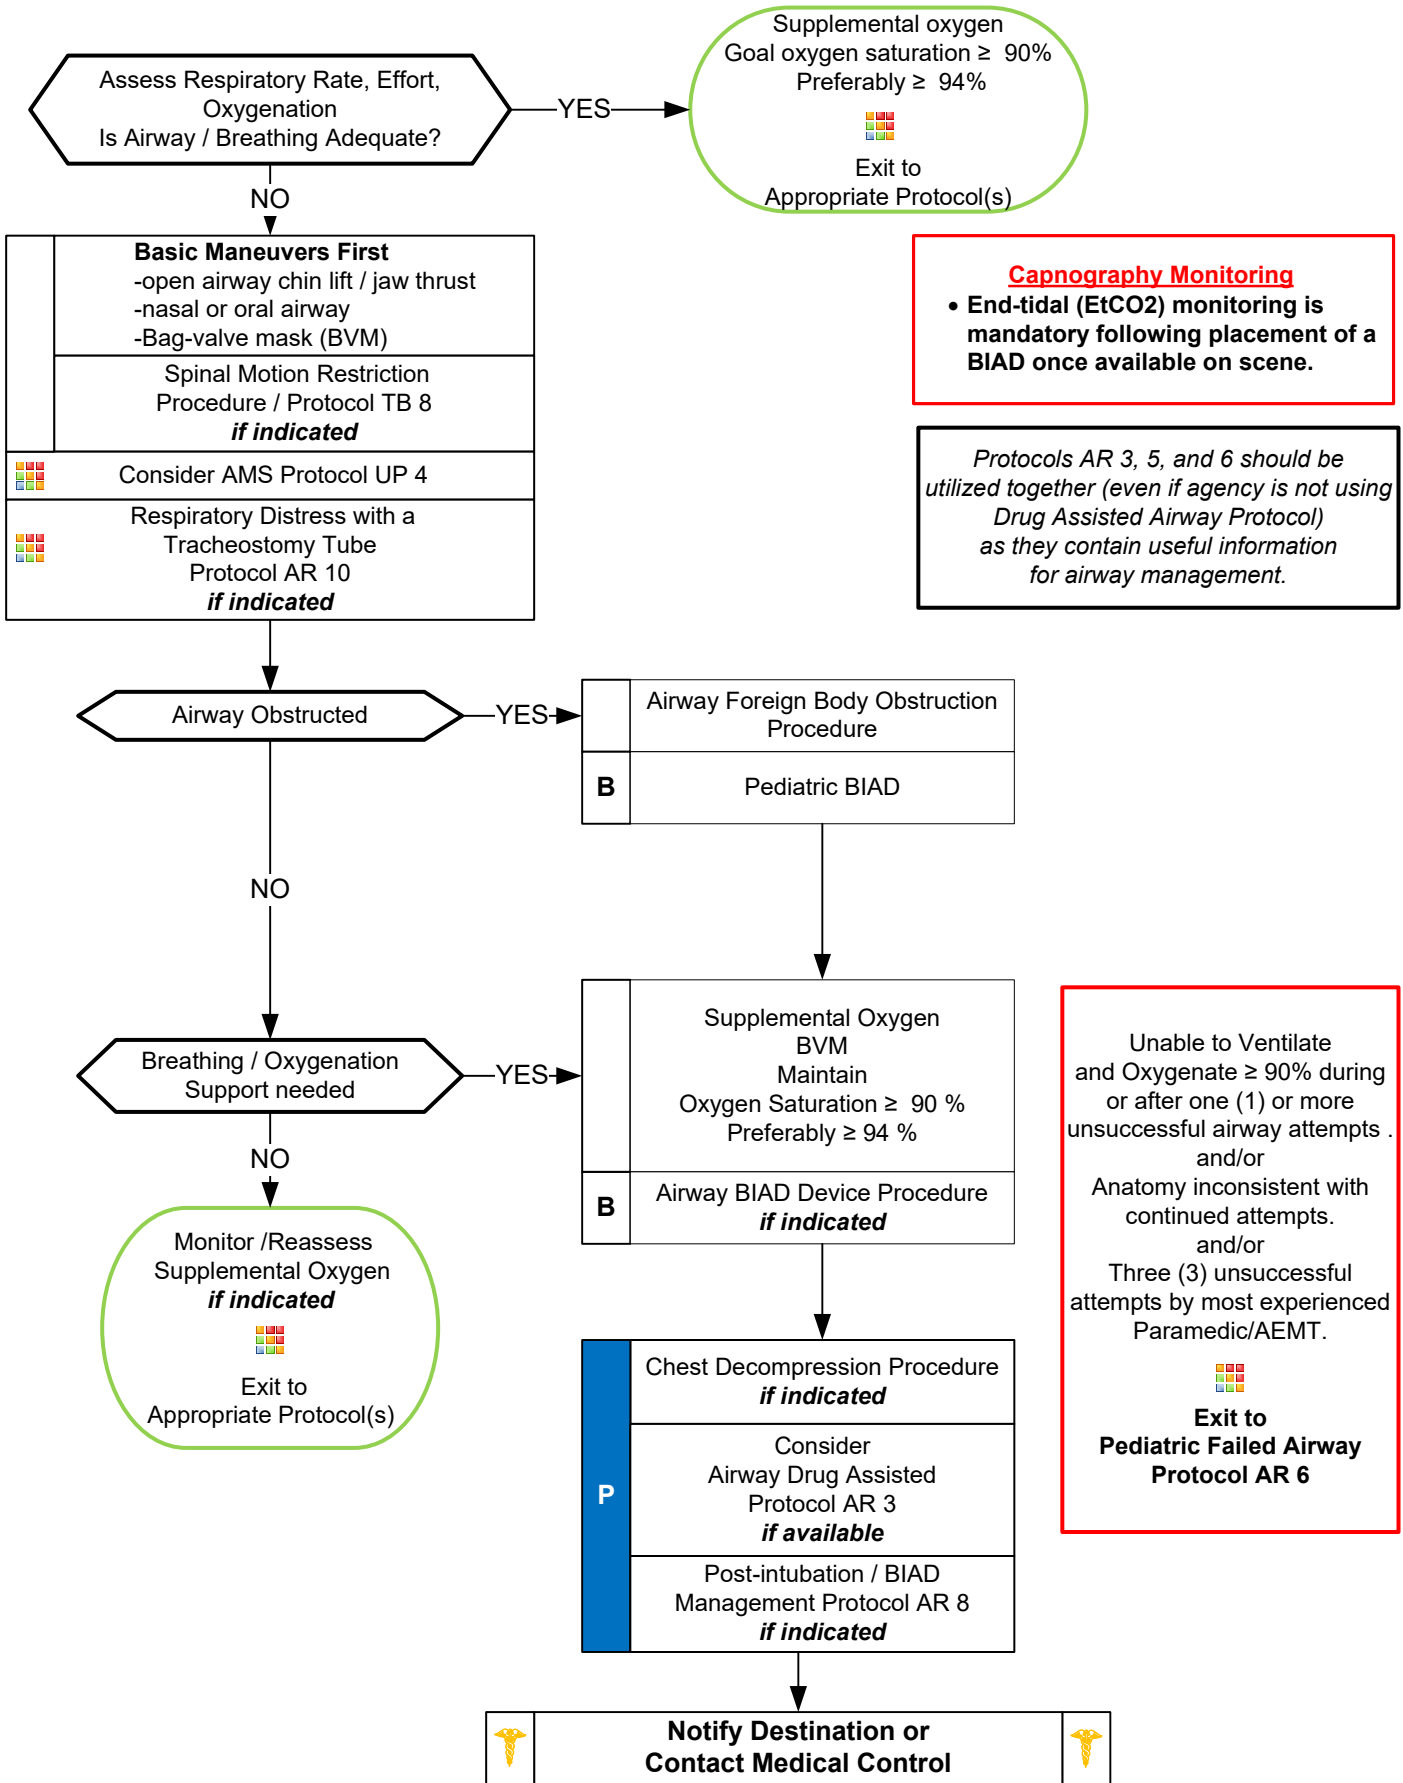 Assess Respiratory Rate, Effort,
Oxygenation
Is Airway / Breathing Adequate?
YES
Supplemental oxygen
Goal oxygen saturation ≥ 90%
Preferably ≥ 94%
Exit to
Appropriate Protocol(s)
NO
Basic Maneuvers First
-open airway chin lift / jaw thrust
-nasal or oral airway
-Bag-valve mask (BVM)
Spinal Motion Restriction
Procedure / Protocol TB 8
if indicated
Consider AMS Protocol UP 4
Respiratory Distress with a
Tracheostomy Tube
Protocol AR 10
if indicated
Capnography Monitoring
• End-tidal (EtCO2) monitoring is
mandatory following placement of a
BIAD once available on scene.
Protocols AR 3, 5, and 6 should be
utilized together (even if agency is not using
Drug Assisted Airway Protocol)
as they contain useful information
for airway management.
Airway Obstructed
YES
Airway Foreign Body Obstruction
Procedure
B
Pediatric BIAD
NO
Breathing / Oxygenation
Support needed
YES
Supplemental Oxygen
BVM
Maintain
Oxygen Saturation ≥ 90 %
Preferably ≥ 94 %
B
Airway BIAD Device Procedure
if indicated
NO
Monitor /Reassess
Supplemental Oxygen
if indicated
Exit to
Appropriate Protocol(s)
Unable to Ventilate
and Oxygenate ≥ 90% during
or after one (1) or more
unsuccessful airway attempts .
and/or
Anatomy inconsistent with
continued attempts.
and/or
Three (3) unsuccessful
attempts by most experienced
Paramedic/AEMT.
Exit to
Pediatric Failed Airway
Protocol AR 6
P
Chest Decompression Procedure
if indicated
Consider
Airway Drug Assisted
Protocol AR 3
if available
Post-intubation / BIAD
Management Protocol AR 8
if indicated
Notify Destination or
Contact Medical Control